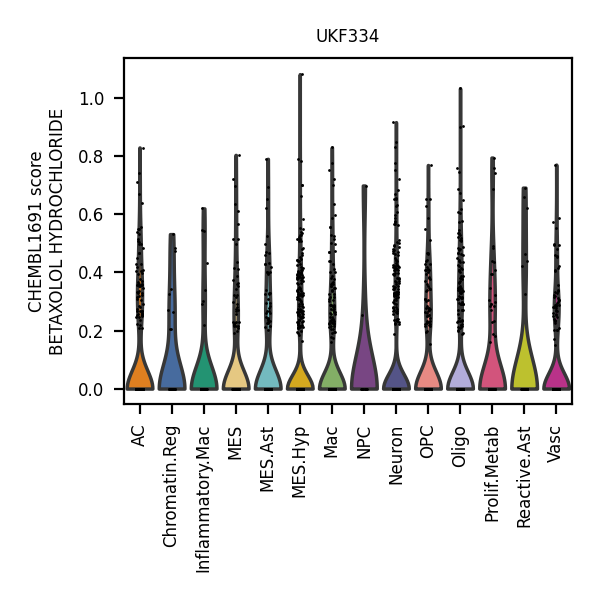 UKF334
CHEMBL1691 score
BETAXOLOL HYDROCHLORIDE
1.0
0.8
0.6
0.4
0.2
0.0
AC
Chromatin.Reg
Inflammatory.Mac
MES
MES.Ast
MES.Hyp
Mac
NPC
Neuron
OPC
Oligo
Prolif.Metab
Reactive.Ast
Vasc